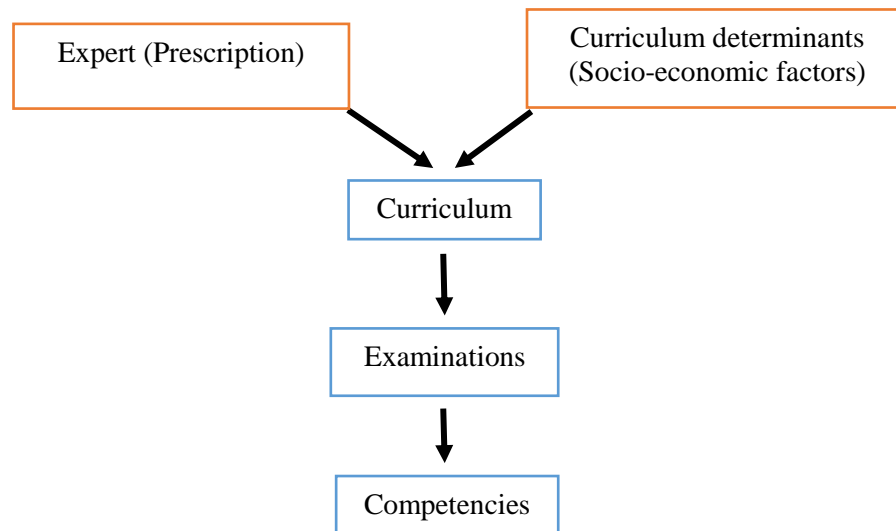 Expert (Prescription)
Curriculum determinants
(Socio-economic factors)
Curriculum
Examinations
Competencies